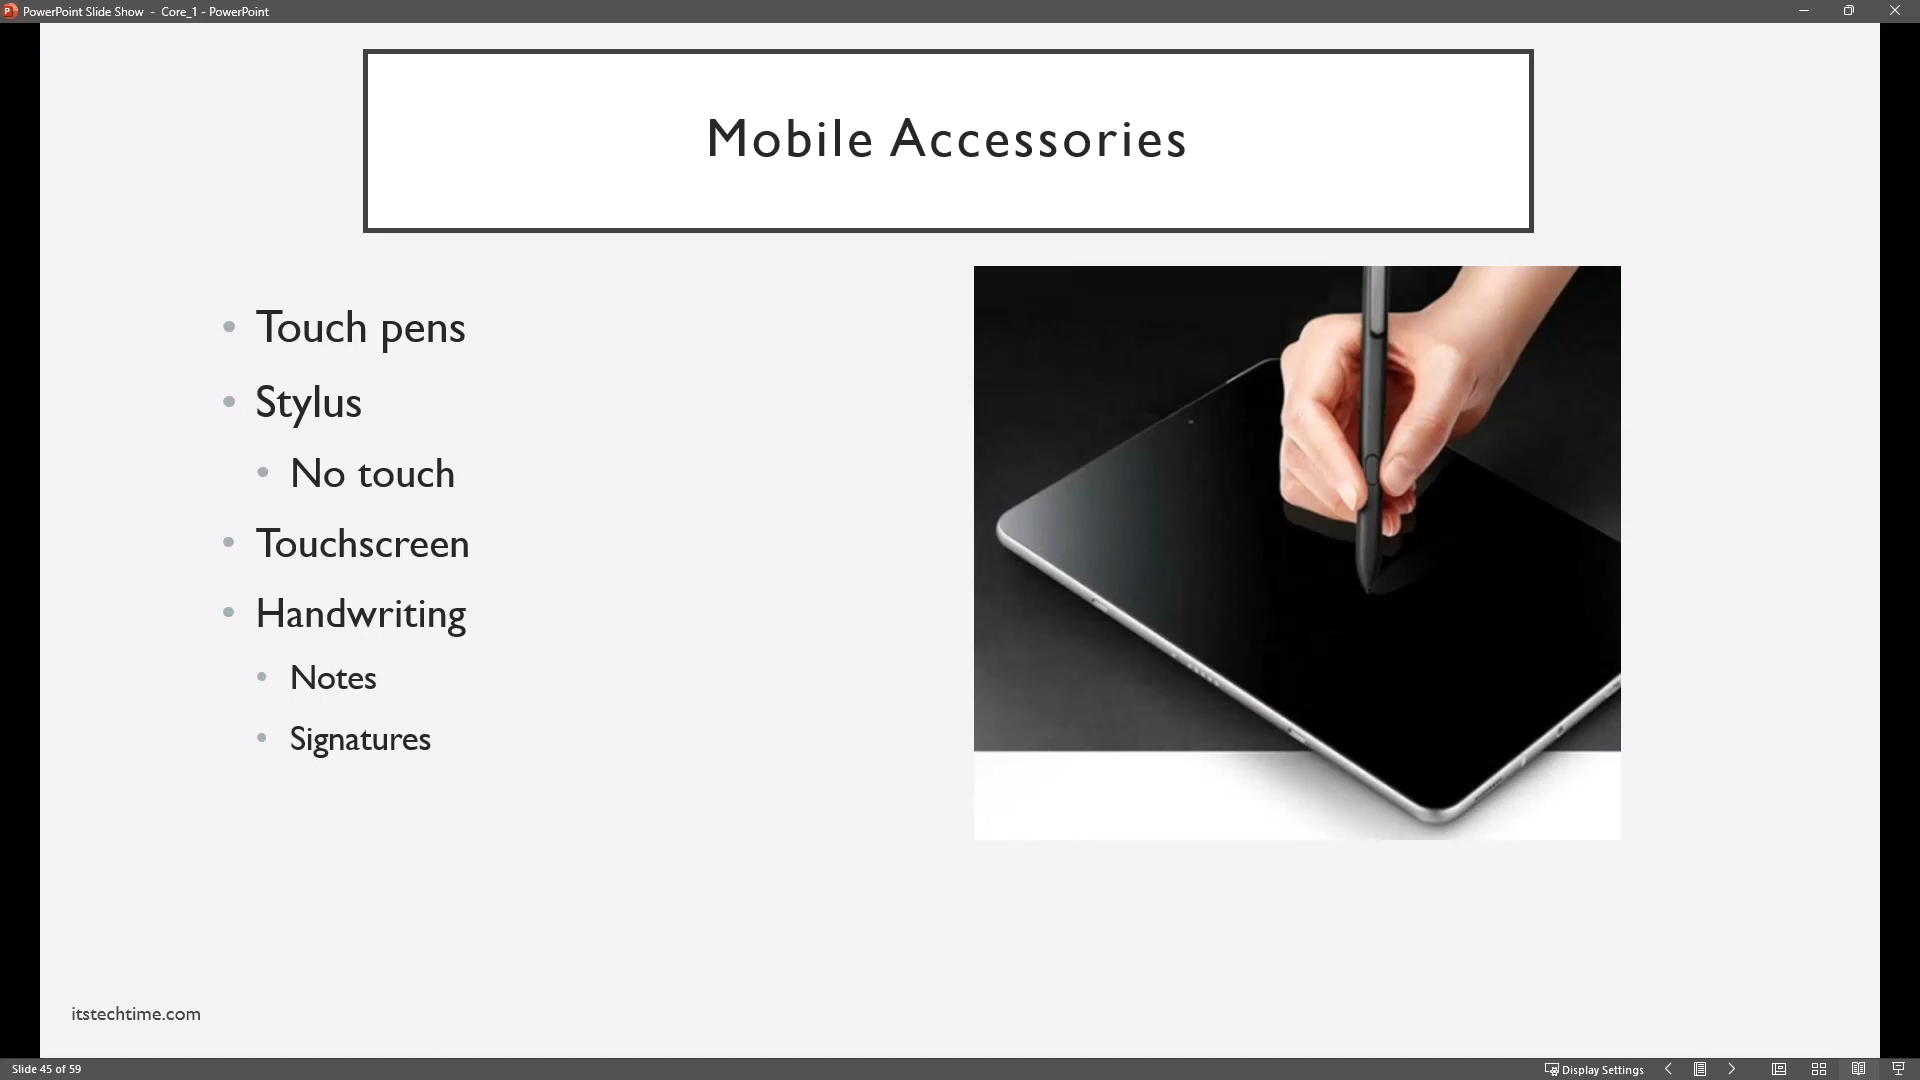 PowerPoint Slide Show - Core_1 - PowerPoint
Mobile Accessories
• Touch pens
• Stylus
• No touch
• Touchscreen
• Handwriting
• Notes
• Signatures
itstechtime.com
Slide 45 of 59
Display Settings